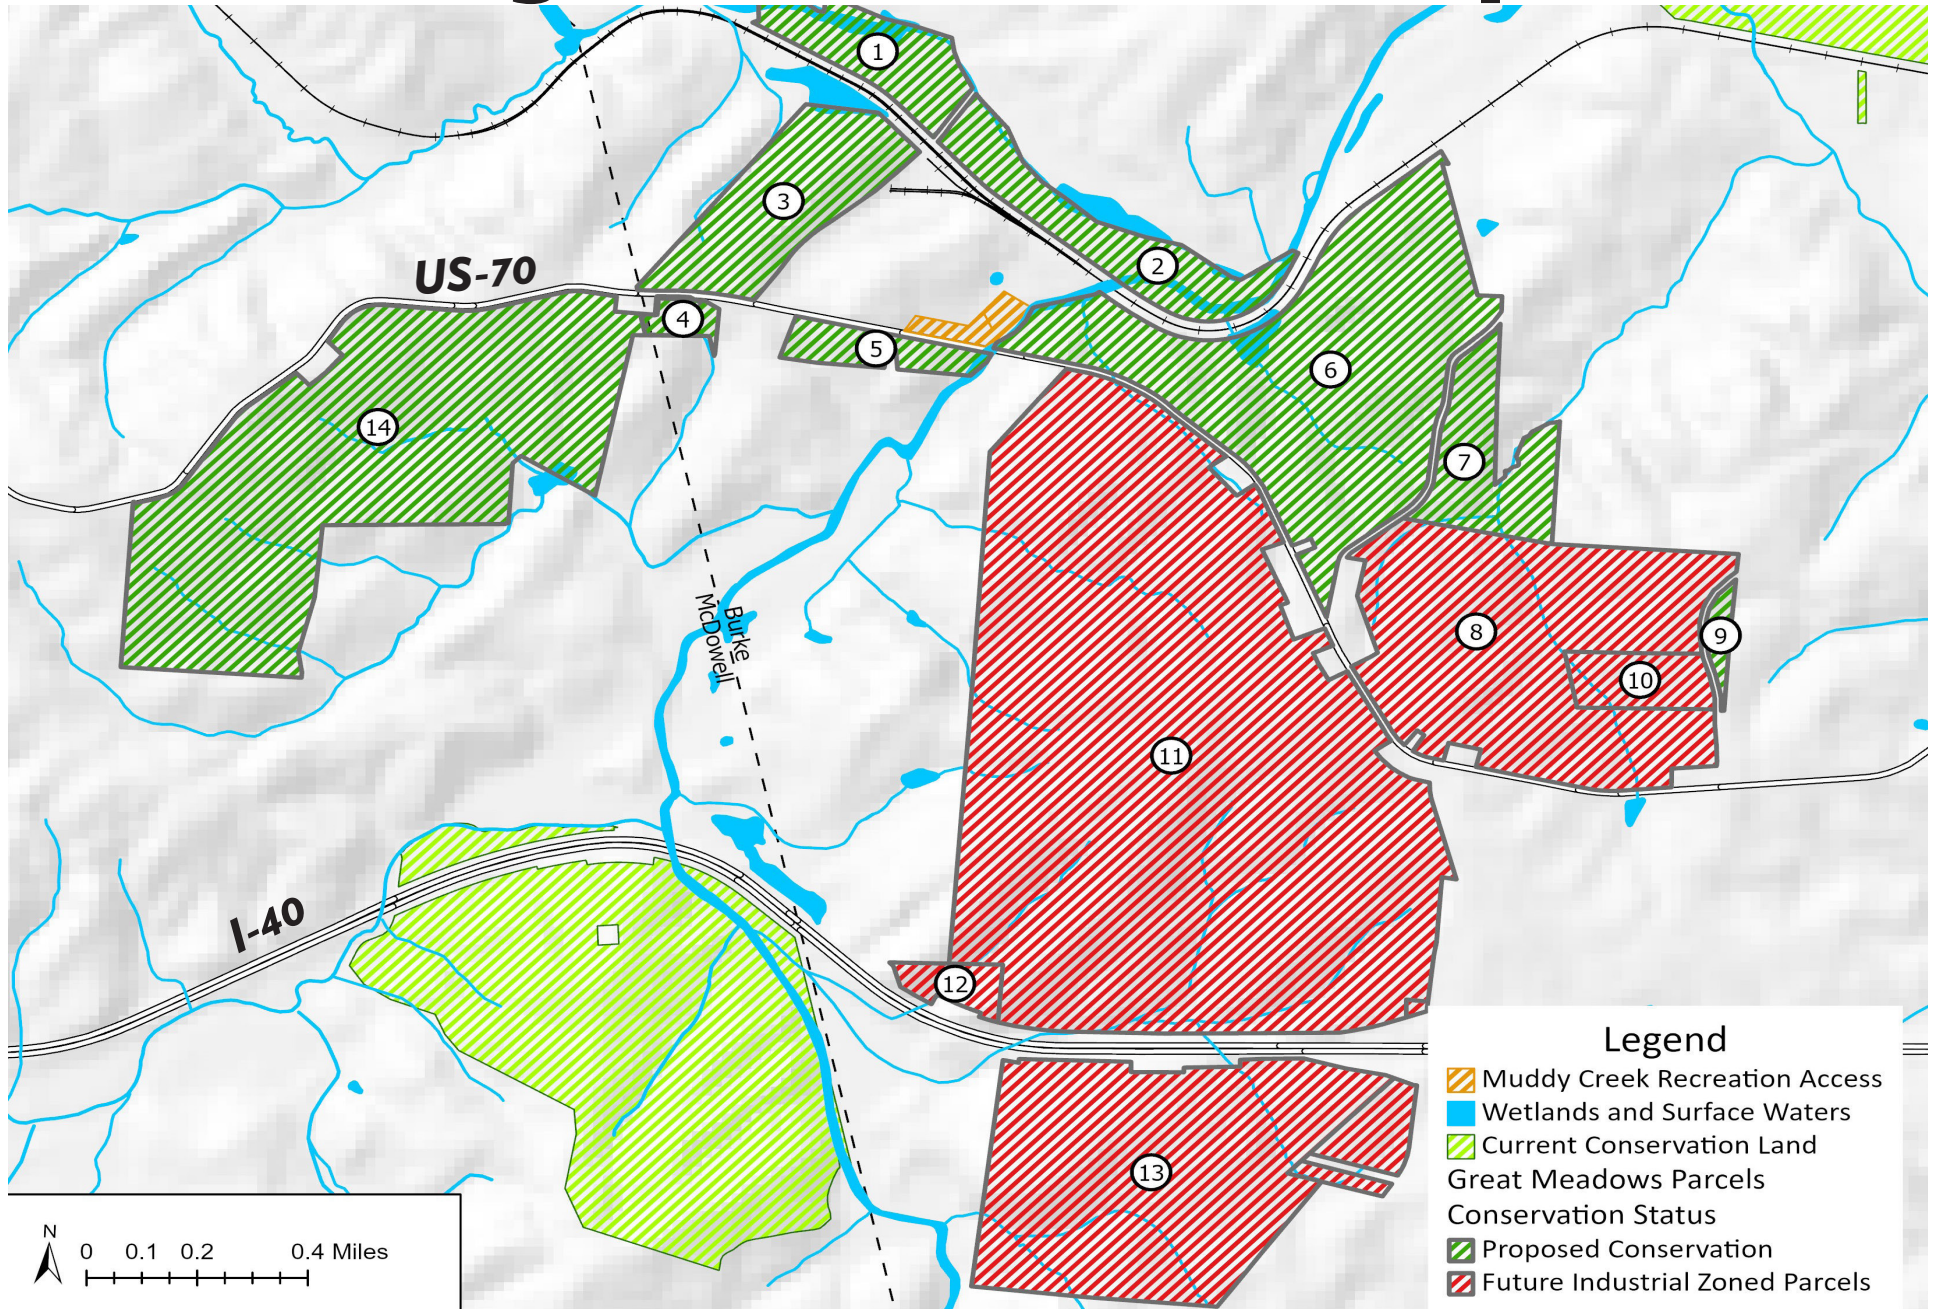 1
2
3
US-70
4
5
6
14
7
Burke
McDowell
8
9
10
11
I-40
12
13
Legend
Muddy Creek Recreation Access
Wetlands and Surface Waters
Current Conservation Land
Great Meadows Parcels
Conservation Status
Proposed Conservation
Future Industrial Zoned Parcels
N
0 0.1 0.2 0.4 Miles